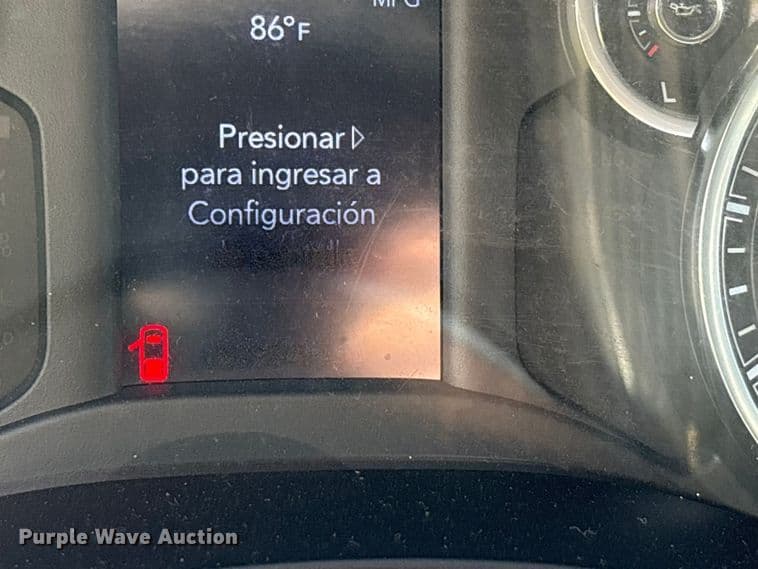 86°F
Presionar
para ingresar a
Configuración
L
Purple Wave Auction